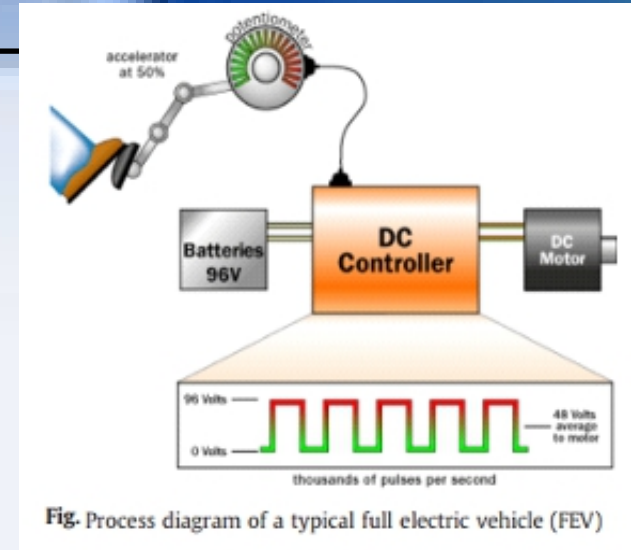 potentiometer
accelerator
at 50%
Batteries
96V
DC
Controller
DC
Motor
96 Volts
0 Volts
48 Volts
average
to motor
thousands of pulses per second
Fig. Process diagram of a typical full electric vehicle (FEV)